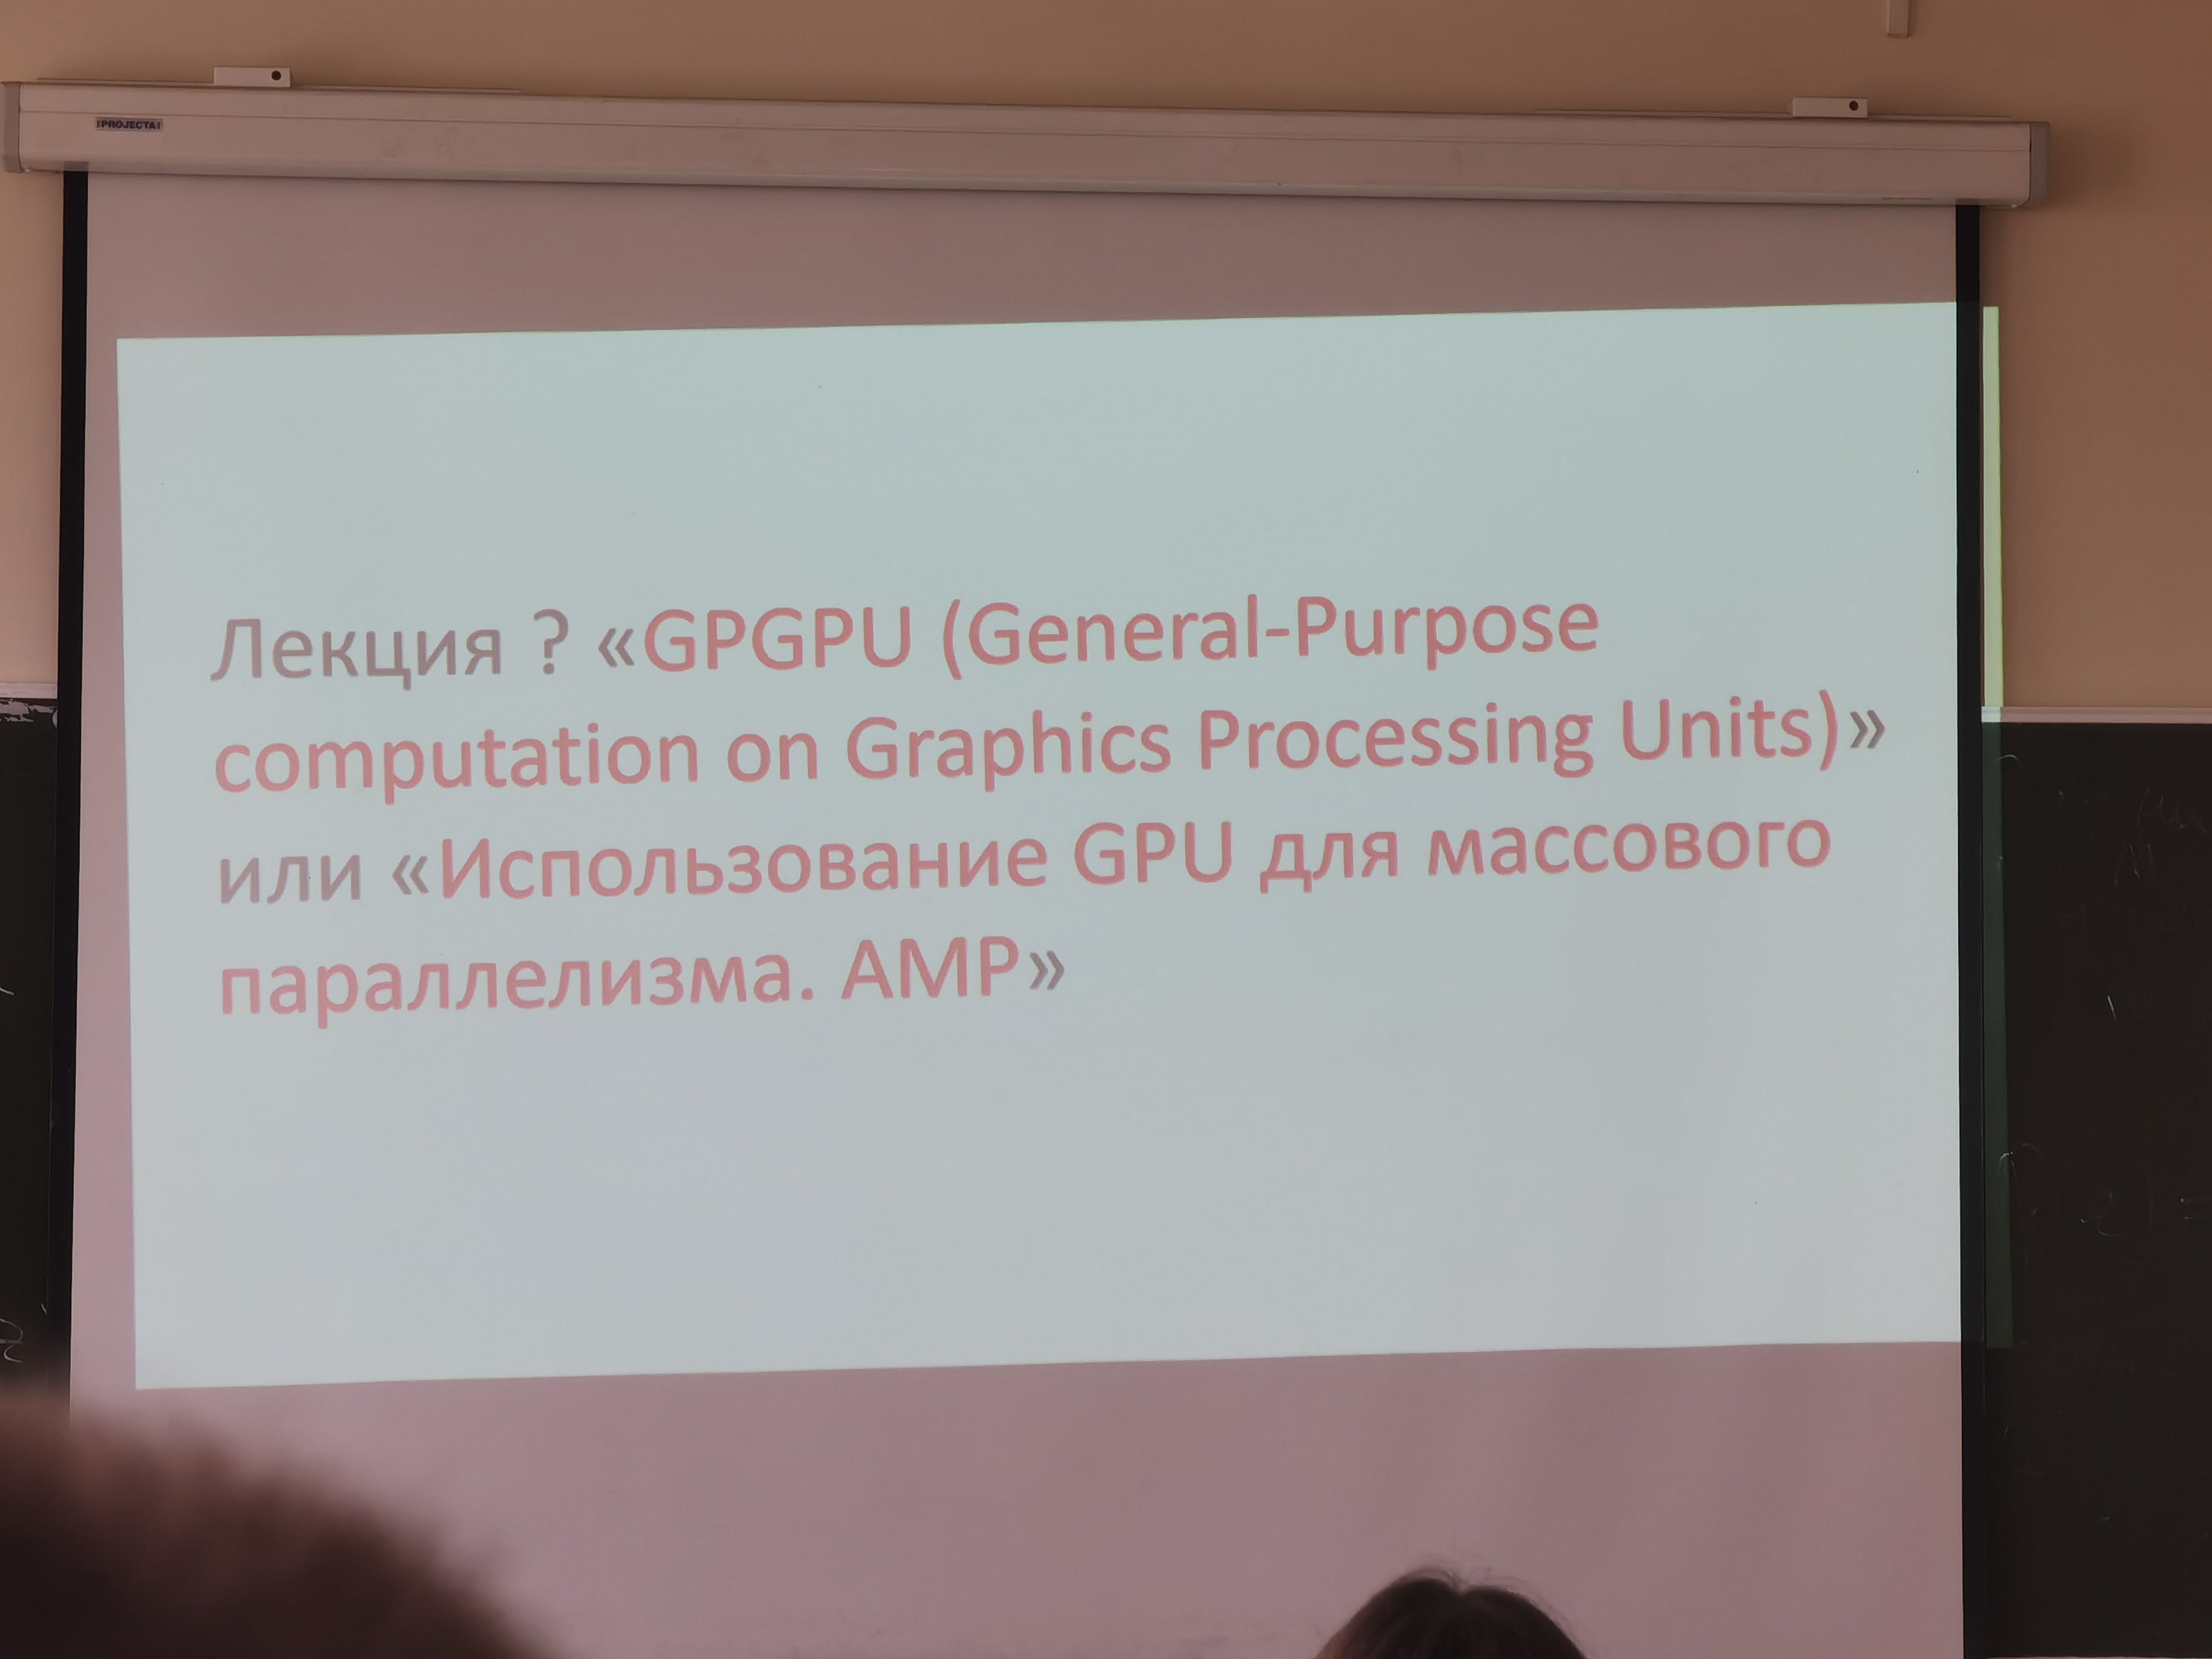 PROJECTA
Лекция ? «GPGPU (General-Purpose
computation on Graphics Processing Units)»
или «Использование GPU для массового
параллелизма. AMP»